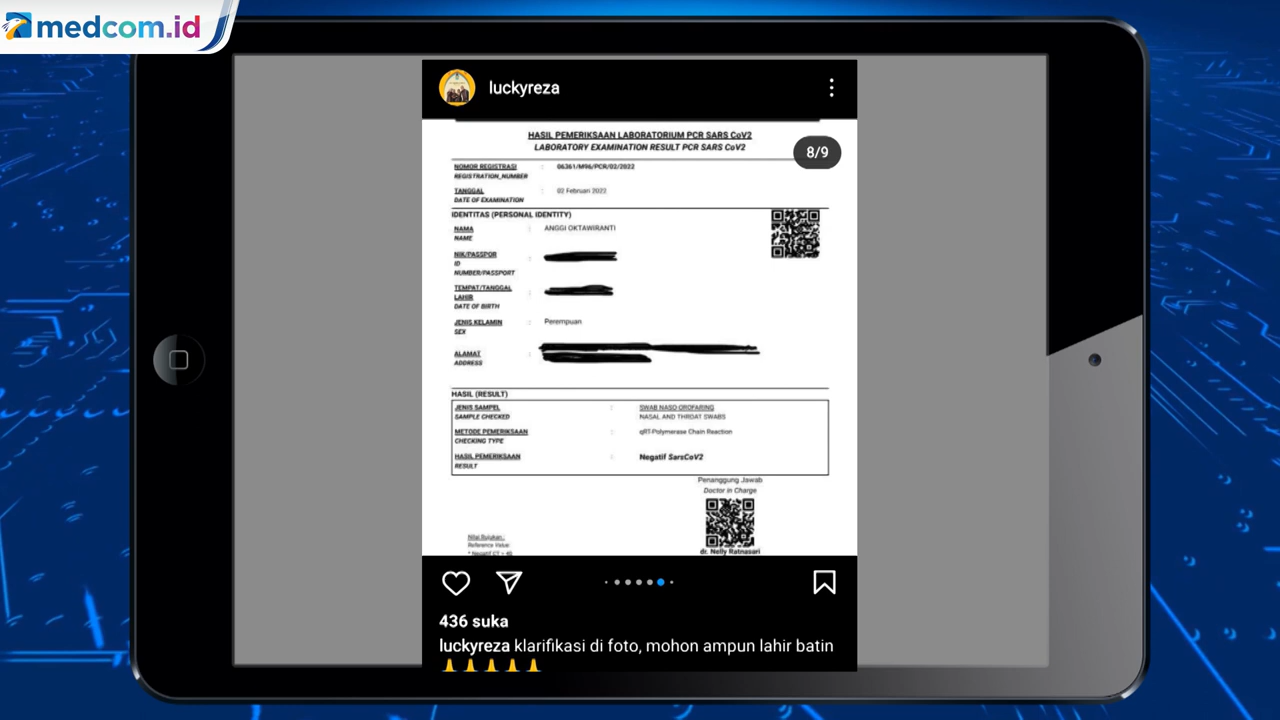 medcom.id
luckyreza
8/9
HASIL PEMERIKSAAN LABORATORIUM PCR SARS CoV2
LABORATORY EXAMINATION RESULT PCR SARS CoV2
NOMOR REGISTRASI : 06361/M96/PCR/02/2022
REGISTRATION_NUMBER
TANGGAL : 02 Februari 2022
DATE OF EXAMINATION
IDENTITAS (PERSONAL IDENTITY)
NAMA : ANGGI OKTAWIRANTI
NAME
NIK/PASSPOR :
ID
NUMBER/PASSPORT
TEMPAT/TANGGAL :
LAHIR
DATE OF BIRTH
JENIS KELAMIN : Perempuan
SEX
ALAMAT :
ADDRESS
HASIL (RESULT)
JENIS SAMPEL : SWAB NASO OROFARING
SAMPLE CHECKED NASAL AND THROAT SWABS
METODE PEMERIKSAAN : qRT-Polymerase Chain Reaction
CHECKING TYPE
HASIL PEMERIKSAAN : Negatif SarsCoV2
RESULT
Penanggung Jawab
Doctor in Charge
dr. Nelly Ratnasari
Nilai Rujukan :
Reference Value
* Negatif CT > 40
436 suka
luckyreza klarifikasi di foto, mohon ampun lahir batin